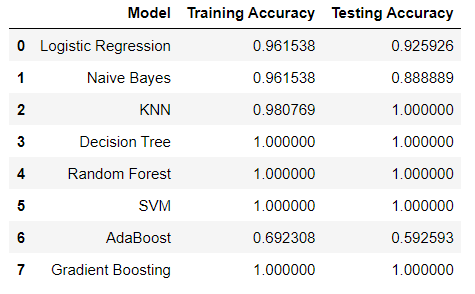 Model Training Accuracy Testing Accuracy
0 Logistic Regression 0.961538 0.925926
1 Naive Bayes 0.961538 0.888889
2 KNN 0.980769 1.000000
3 Decision Tree 1.000000 1.000000
4 Random Forest 1.000000 1.000000
5 SVM 1.000000 1.000000
6 AdaBoost 0.692308 0.592593
7 Gradient Boosting 1.000000 1.000000